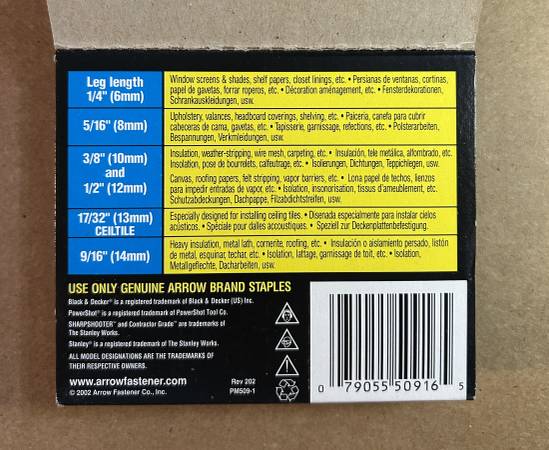 Leg length
1/4" (6mm)
Window screens & shades, shelf papers, closet linings, etc. • Persianas de ventanas, cortinas,
papel de gavetas, forrar roperos, etc. • Décoration aménagement, etc. • Fensterdekorationen,
Schrankauskleidungen, usw.
5/16" (8mm)
Upholstery, valances, headboard coverings, shelving, etc. • Paiceria, canefa para cubrir
cabeceras de cama, gavetas, etc. • Tapisserie, garnissage, refections, etc. • Polsterarbeiten,
Bespannungen, Verkmleidungen, usw.
3/8" (10mm)
and
1/2" (12mm)
Insulation, weather-stripping, wire mesh, carpeting, etc. • Insulación, tele metálica, alfombrado, etc.
Insolation, pose de bourrelets, calfeutrage, etc. • Isolierungen, Dichtungen, Teppichlegen, usw.
Canvas, roofing papers, felt stripping, vapor barriers, etc. • Lona papel de techos, lienzos
para impedir entradas de vapor, etc. • Isolation, insonorisation, tissus d'ameublement, etc.
Schutzabdeckungen, Dachpappe, Filzabdichtstreifen, usw.
17/32" (13mm)
CEILTILE
Especially designed for installing ceiling tiles. • Disenada especialmente para instalar cielos
acústicos. • Spéciale pour dalles accoustiques. • Speziell zur Deckenplattenbefestigung.
9/16" (14mm)
Heavy insulation, metal lath, cornerite, roofing, etc. • Insulación o aislamiento persado, listón
de metal, esquinar, techar, etc. • Isolation, lattage, garnissage de toit, etc. • Isolation,
Metallgeflechte, Dacharbeiten, usw.
USE ONLY GENUINE ARROW BRAND STAPLES
Black & Decker® is a registered trademark of Black & Decker (US) Inc.
PowerShot® is a registered trademark of PowerShot Tool Co.
SHARPSHOOTER™ and Contractor Grade™ are trademarks of
The Stanley Works.
Stanley® is a registered trademark of The Stanley Works.
ALL MODEL DESIGNATIONS ARE THE TRADEMARKS OF
THEIR RESPECTIVE OWNERS.
www.arrowfastener.com
Rev 202
© 2002 Arrow Fastener Co., Inc.
PM509-1
0 79055 50916 5